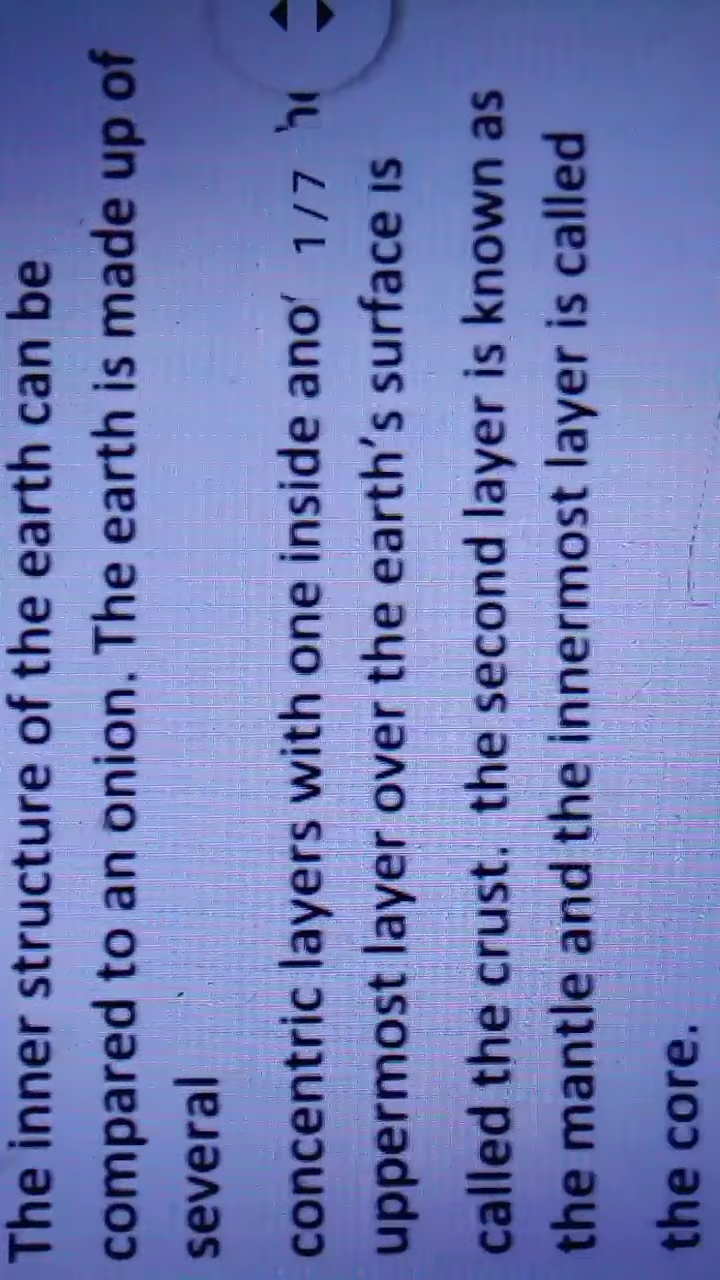 The inner structure of the earth can be
compared to an onion. The earth is made up of
several
concentric layers with one inside 1/7
uppermost layer over the earth's surface is
called the crust. the second layer is known as
the mantle and the innermost layer is called
the core.